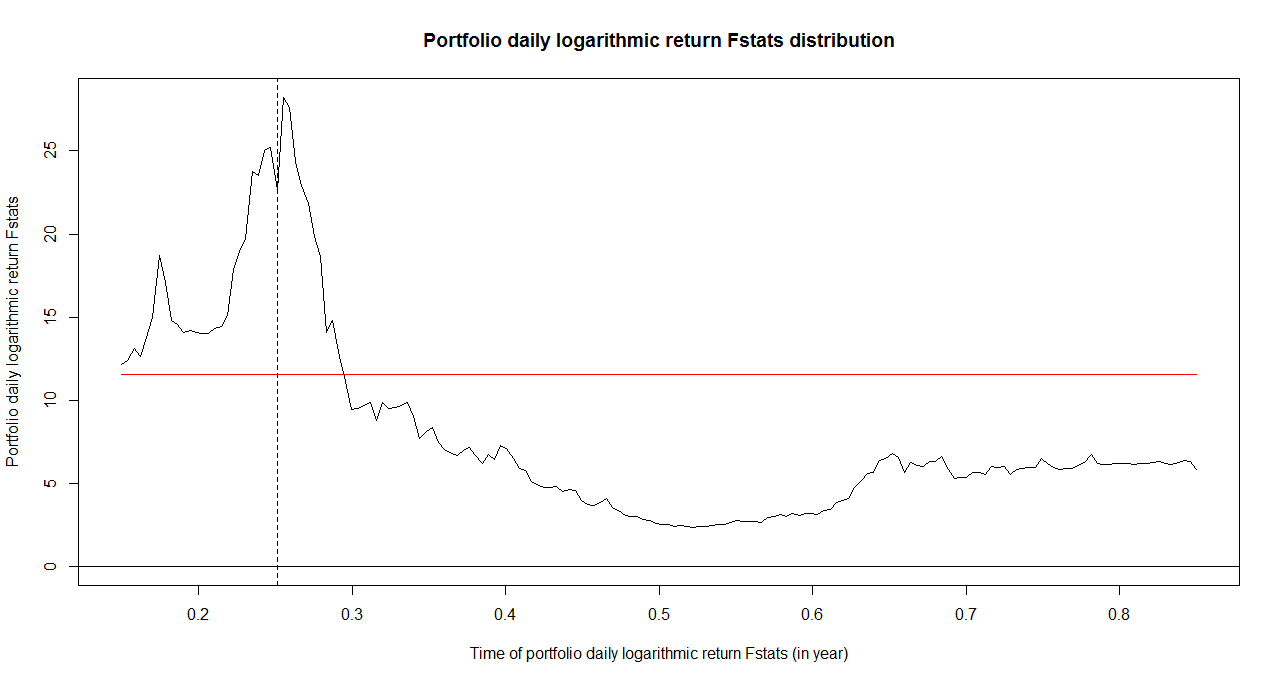 Portfolio daily logarithmic return Fstats distribution
Portfolio daily logarithmic return Fstats
25
20
15
10
5
0
0.2 0.3 0.4 0.5 0.6 0.7 0.8
Time of portfolio daily logarithmic return Fstats (in year)